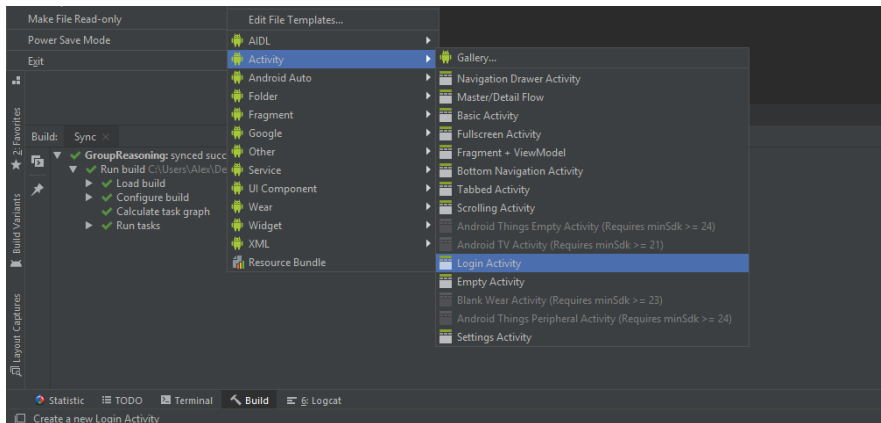 Make File Read-only
Power Save Mode
Exit
Edit File Templates...
AIDL
Activity
Android Auto
Folder
Fragment
Google
Other
Service
UI Component
Wear
Widget
XML
Resource Bundle
Gallery...
Navigation Drawer Activity
Master/Detail Flow
Basic Activity
Fullscreen Activity
Fragment + ViewModel
Bottom Navigation Activity
Tabbed Activity
Scrolling Activity
Android Things Empty Activity (Requires minSdk >= 24)
Android TV Activity (Requires minSdk >= 21)
Login Activity
Empty Activity
Blank Wear Activity (Requires minSdk >= 23)
Android Things Peripheral Activity (Requires minSdk >= 24)
Settings Activity
2: Favorites
Build Variants
Layout Captures
Build: Sync
GroupReasoning: synced succ
Run build C:\Users\Alex\De
Load build
Configure build
Calculate task graph
Run tasks
Statistic TODO Terminal Build 6: Logcat
Create a new Login Activity